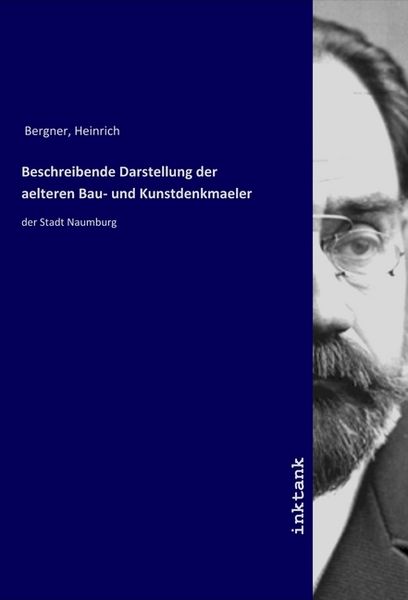 Bergner, Heinrich
Beschreibende Darstellung der
aelteren Bau- und Kunstdenkmaeler
der Stadt Naumburg
inktank